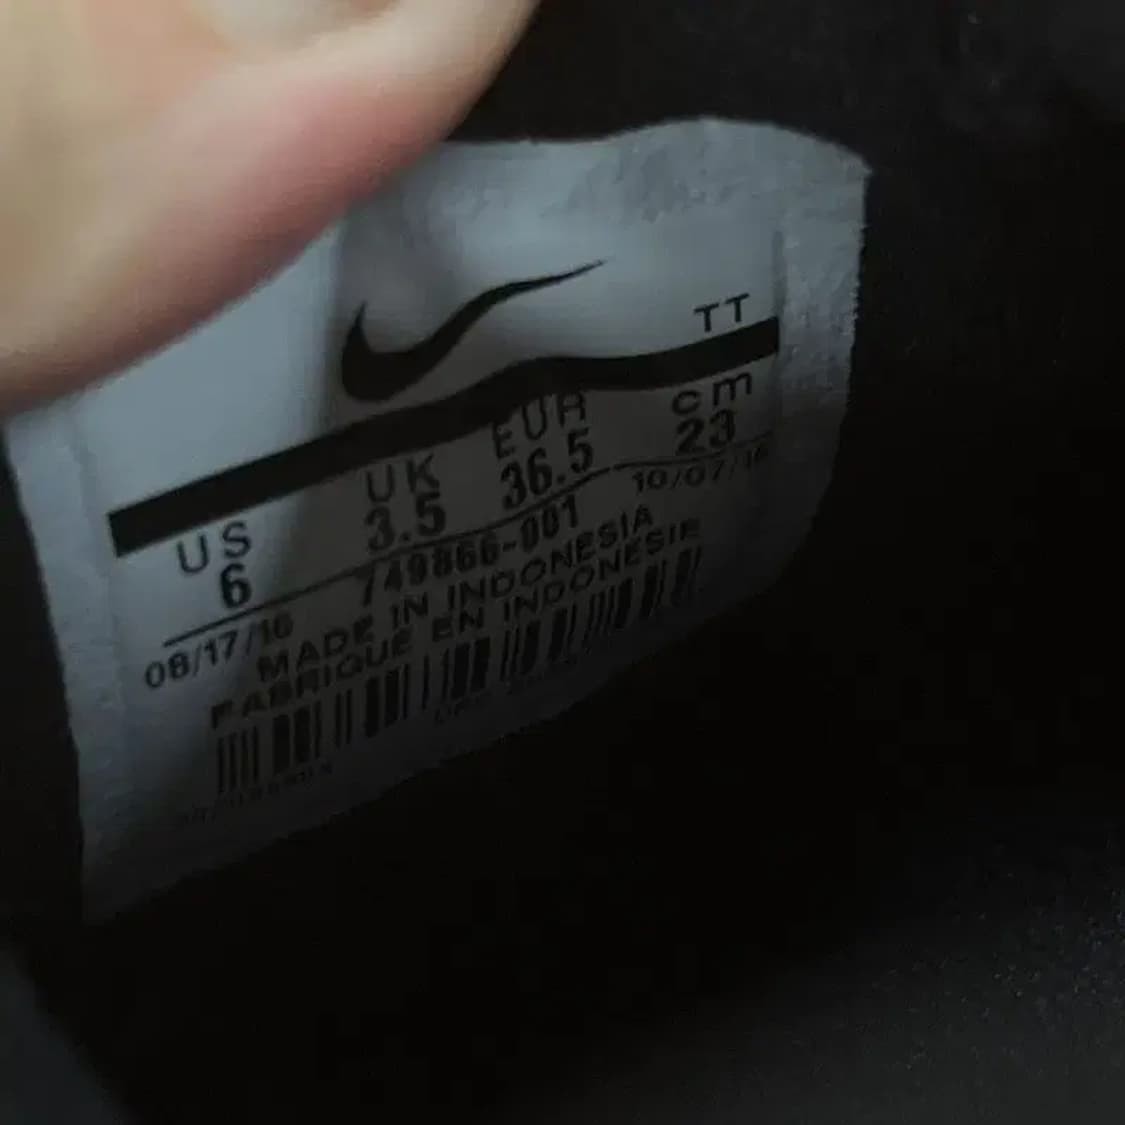 TT
US UK EUR cm
6 3.5 36.5 23
08/17/16 749866-001 10/07/16
MADE IN INDONESIA
FABRIQUE EN INDONÉSIE